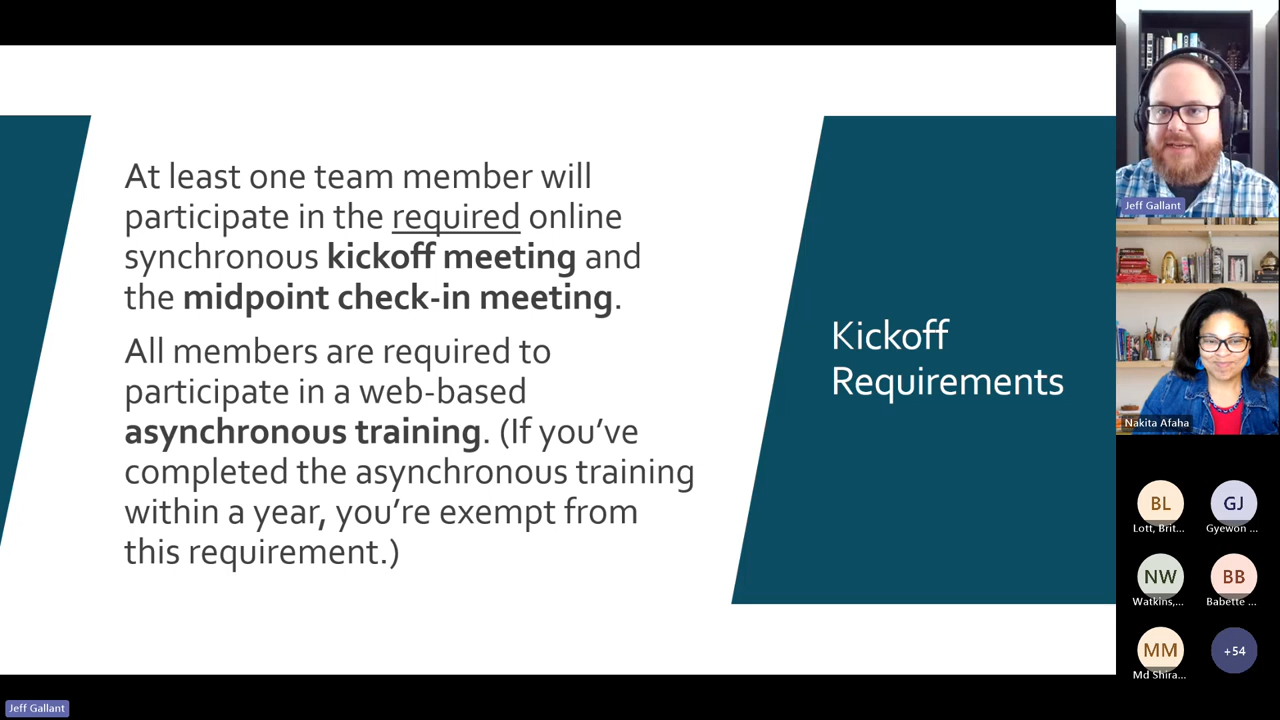 At least one team member will
participate in the required online
synchronous kickoff meeting and
the midpoint check-in meeting.
All members are required to
participate in a web-based
asynchronous training. (If you’ve
completed the asynchronous training
within a year, you’re exempt from
this requirement.)
Kickoff
Requirements
Jeff Gallant
Nakita Afaha
BL
Lott, Brit...
GJ
Gyewon ...
NW
Watkins,...
BB
Babette ...
MM
Md Shira...
+54
Jeff Gallant